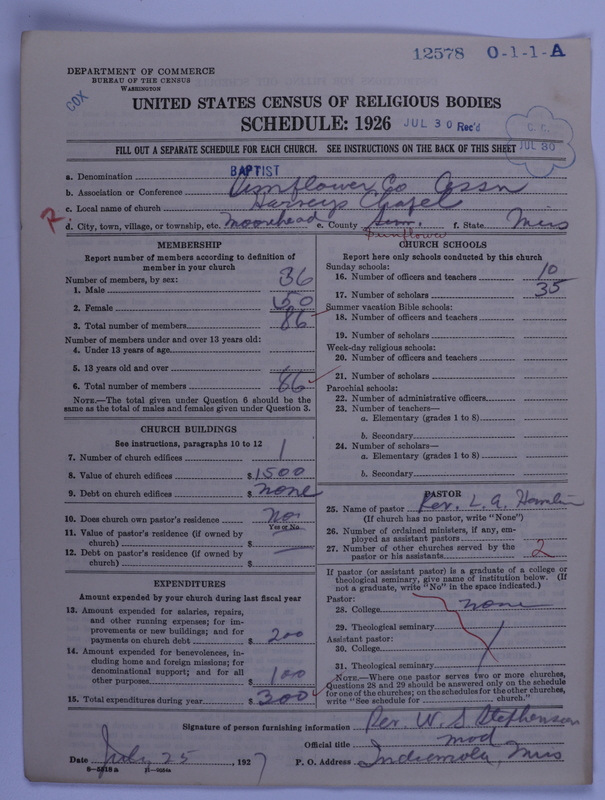 12578 0-1-1-A
DEPARTMENT OF COMMERCE
BUREAU OF THE CENSUS
WASHINGTON
COX
UNITED STATES CENSUS OF RELIGIOUS BODIES
SCHEDULE: 1926 JUL 30 Rec'd
JUL 30
FILL OUT A SEPARATE SCHEDULE FOR EACH CHURCH. SEE INSTRUCTIONS ON THE BACK OF THIS SHEET
a. Denomination BAPTIST
b. Association or Conference Sunflower Co Assn
c. Local name of church Harveys Chapel
d. City, town, village, or township, etc. Moorehead e. County Sun. f. State Miss
Sunflower
MEMBERSHIP
Report number of members according to definition of
member in your church
Number of members, by sex:
1. Male 36
2. Female 50
3. Total number of members 86
Number of members under and over 13 years old:
4. Under 13 years of age
5. 13 years old and over
6. Total number of members 86
NOTE.—The total given under Question 6 should be the
same as the total of males and females given under Question 3.
CHURCH BUILDINGS
See instructions, paragraphs 10 to 12
7. Number of church edifices 1
8. Value of church edifices $ 1500
9. Debt on church edifices $ none
10. Does church own pastor's residence No
Yes or No
11. Value of pastor's residence (if owned by
church) $
12. Debt on pastor's residence (if owned by
church) $
EXPENDITURES
Amount expended by your church during last fiscal year
13. Amount expended for salaries, repairs,
and other running expenses; for im-
provements or new buildings; and for
payments on church debt $ 200
14. Amount expended for benevolences, in-
cluding home and foreign missions; for
denominational support; and for all
other purposes $ 100
15. Total expenditures during year $ 300
CHURCH SCHOOLS
Report here only schools conducted by this church
Sunday schools:
16. Number of officers and teachers 10
17. Number of scholars 35
Summer vacation Bible schools:
18. Number of officers and teachers
19. Number of scholars
Week-day religious schools:
20. Number of officers and teachers
21. Number of scholars
Parochial schools:
22. Number of administrative officers
23. Number of teachers—
a. Elementary (grades 1 to 8)
b. Secondary
24. Number of scholars—
a. Elementary (grades 1 to 8)
b. Secondary
PASTOR
25. Name of pastor Rev. L. A. Hamlin
(If church has no pastor, write "None")
26. Number of ordained ministers, if any, em-
ployed as assistant pastors
27. Number of other churches served by the
pastor or his assistants 2
If pastor (or assistant pastor) is a graduate of a college or
theological seminary, give name of institution below. (If
not a graduate, write "No" in the space indicated.)
Pastor:
28. College none
29. Theological seminary
Assistant pastor:
30. College
31. Theological seminary
NOTE.—Where one pastor serves two or more churches,
Questions 28 and 29 should be answered only on the schedule
for one of the churches; on the schedules for the other churches,
write "See schedule for church."
Signature of person furnishing information Rev. W. S Stephenson
Official title mod
Date July 25, 1927 P. O. Address Indianola, Miss
8-5518a